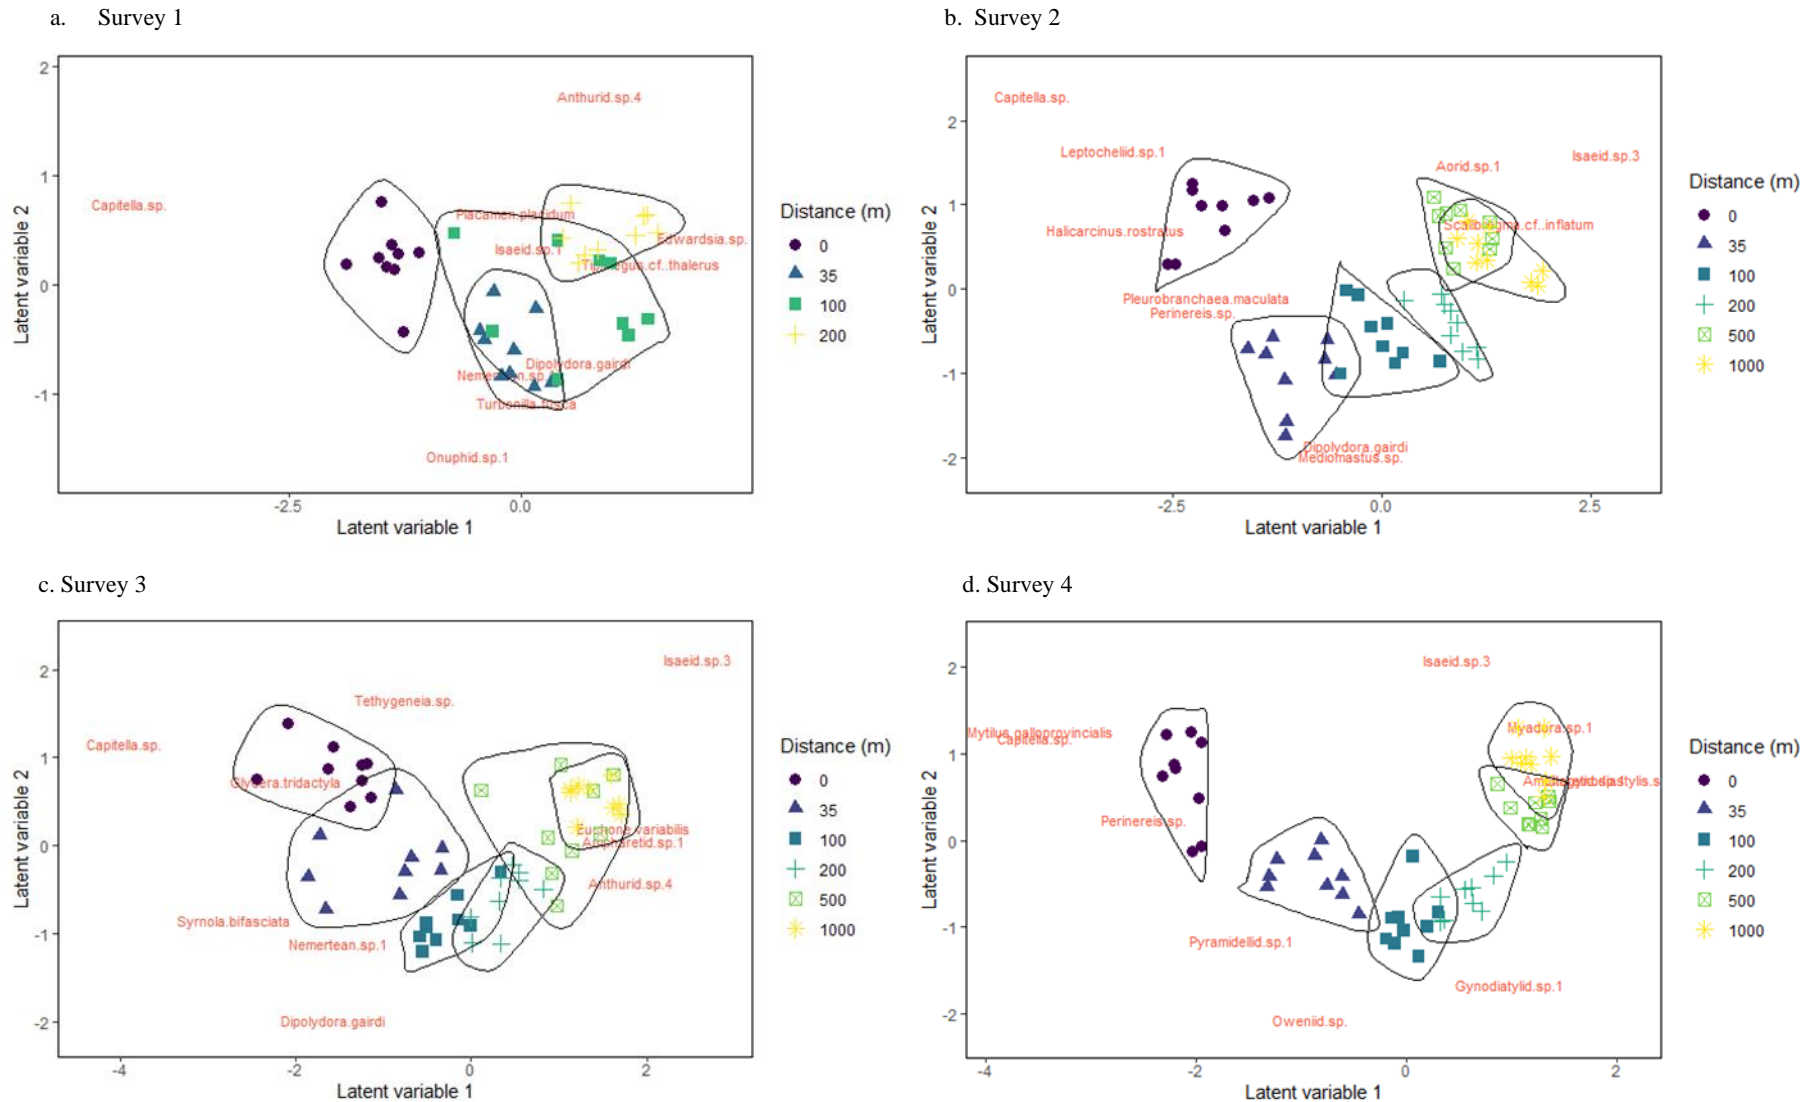 a. Survey 1
2
1
0
-1
-2.5
0.0
Latent variable 1
Latent variable 2
Anthurid.sp.4
Capitella.sp.
Placamen.placidum
Isaeid.sp.1
Edwardsia.sp.
Dipolydora.gairdi
Onuphid.sp.1
Distance (m)
0
35
100
200
b. Survey 2
2
1
0
-1
-2
-2.5
0.0
2.5
Latent variable 1
Latent variable 2
Capitella.sp.
Leptocheliid.sp.1
Aorid.sp.1
Isaeid.sp.3
Halicarcinus.rostratus
Pleurobranchaea.maculata
Perinereis.sp.
Dipolydora.gairdi
Mediomastus.sp.
Distance (m)
0
35
100
200
500
1000
c. Survey 3
2
1
0
-1
-2
-4
-2
0
2
Latent variable 1
Latent variable 2
Isaeid.sp.3
Tethygeneia.sp.
Capitella.sp.
Glycera.tridactyla
Euchone.variabilis
Ampharetid.sp.1
Anthurid.sp.4
Syrnola.bifasciata
Nemertean.sp.1
Dipolydora.gairdi
Distance (m)
0
35
100
200
500
1000
d. Survey 4
2
1
0
-1
-2
-4
-2
0
2
Latent variable 1
Latent variable 2
Isaeid.sp.3
Mytilus.galloprovincialis
Capitella.sp.
Myadora.sp.1
Perinereis.sp.
Pyramidellid.sp.1
Gynodiatylid.sp.1
Oweniid.sp.
Distance (m)
0
35
100
200
500
1000